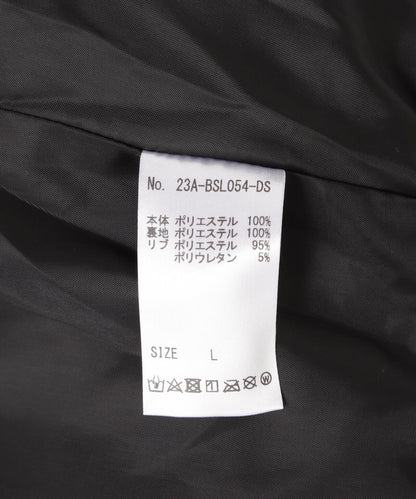 No. 23A-BSL054-DS
本体 ポリエステル 100%
裏地 ポリエステル 100%
リブ ポリエステル 95%
ポリウレタン 5%
SIZE L